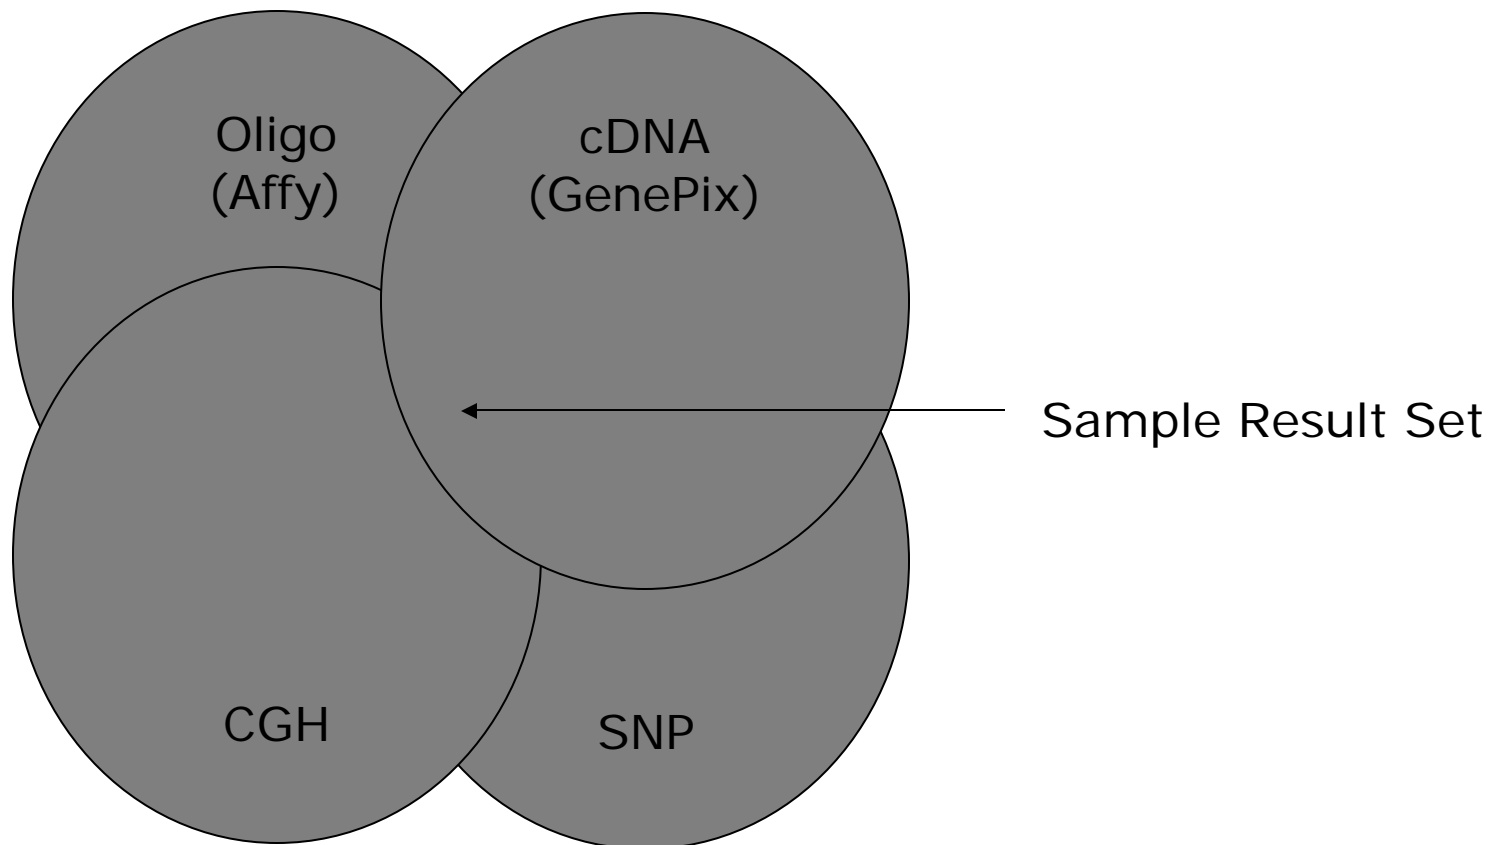 Oligo
(Affy)
cDNA
(GenePix)
Sample Result Set
CGH
SNP